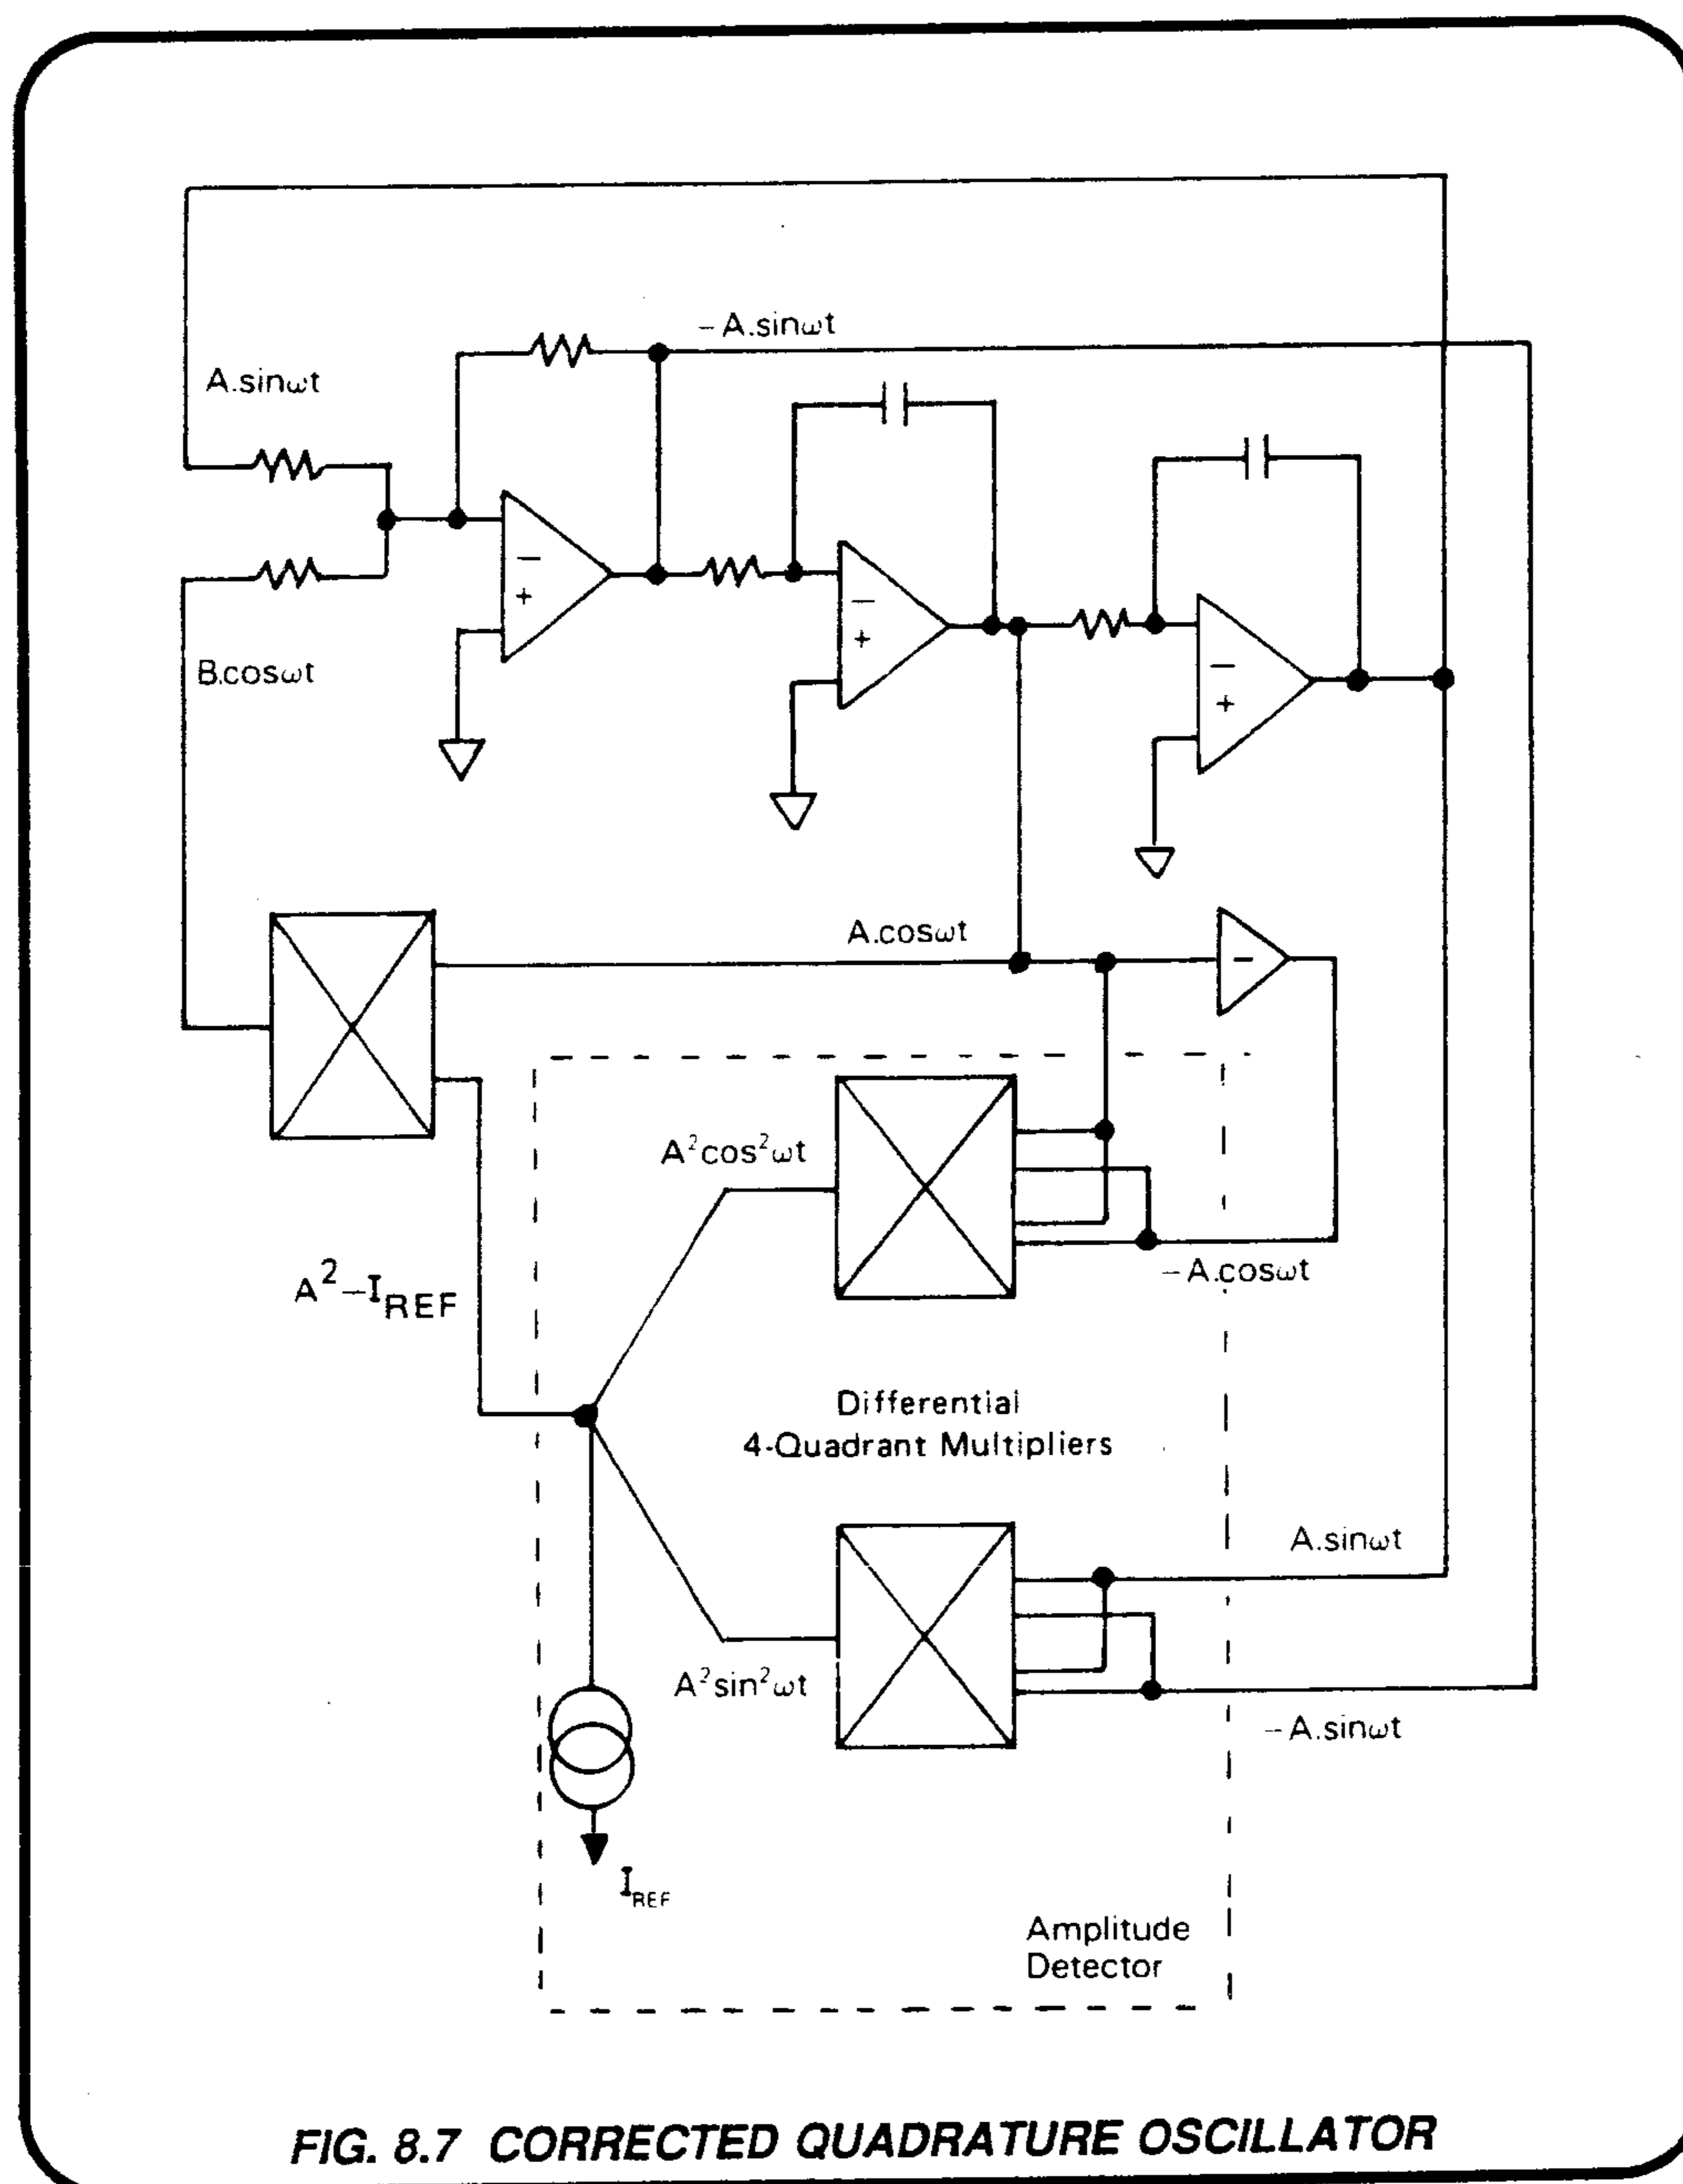 –A.sinωt
A.sinωt
−
+
−
+
B.cosωt
−
+
A.cosωt
−
A²cos²ωt
–A.cosωt
A²–I_REF
Differential
4-Quadrant Multipliers
A.sinωt
A²sin²ωt
–A.sinωt
I_REF
Amplitude
Detector
FIG. 8.7 CORRECTED QUADRATURE OSCILLATOR